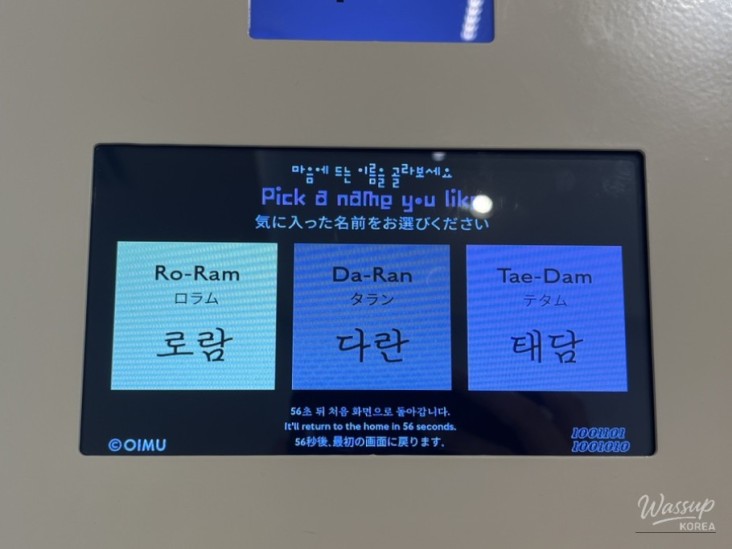 마음에 드는 이름을 골라보세요
Pick a name you like
気に入った名前をお選びください
Ro-Ram
ロラム
로람
Da-Ran
タラン
다란
Tae-Dam
テタム
태담
56초 뒤 처음 화면으로 돌아갑니다.
It'll return to the home in 56 seconds.
56秒後、最初の画面に戻ります。
©OIMU
1001101
1001010
Wassup
KOREA